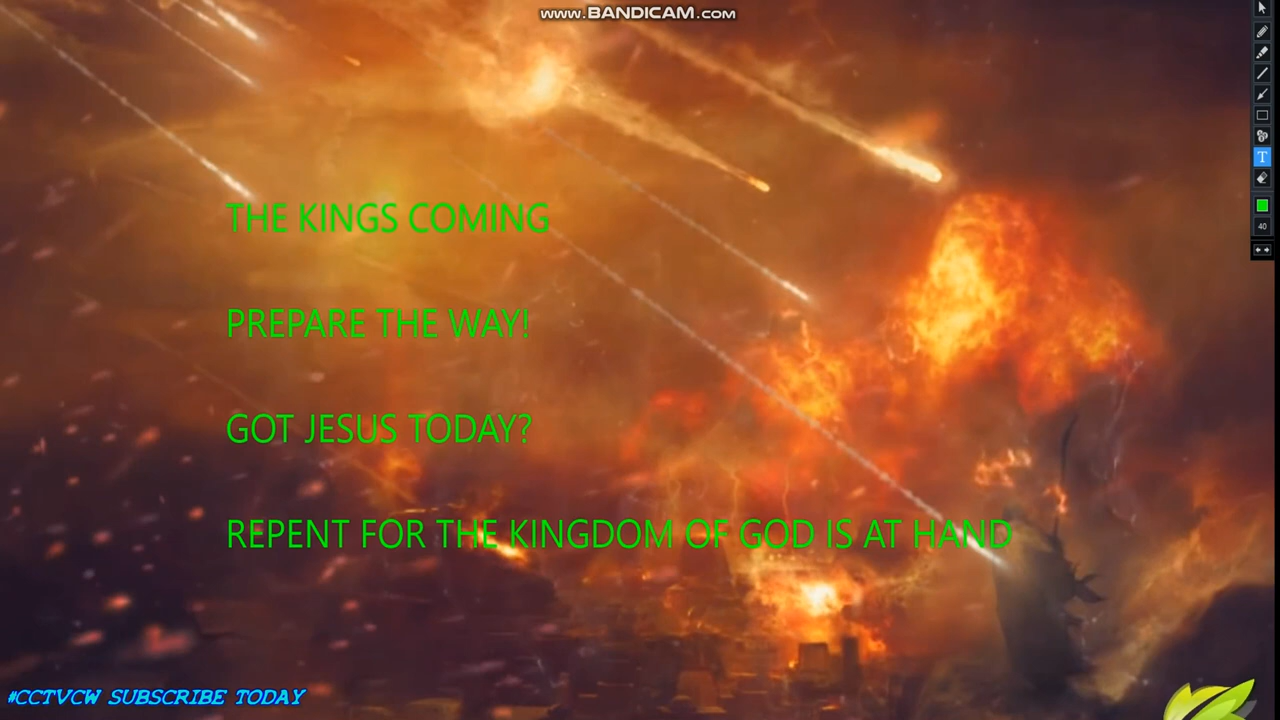 www.BANDICAM.com
THE KINGS COMING
PREPARE THE WAY!
GOT JESUS TODAY?
REPENT FOR THE KINGDOM OF GOD IS AT HAND
T
40
#CCTVCW SUBSCRIBE TODAY